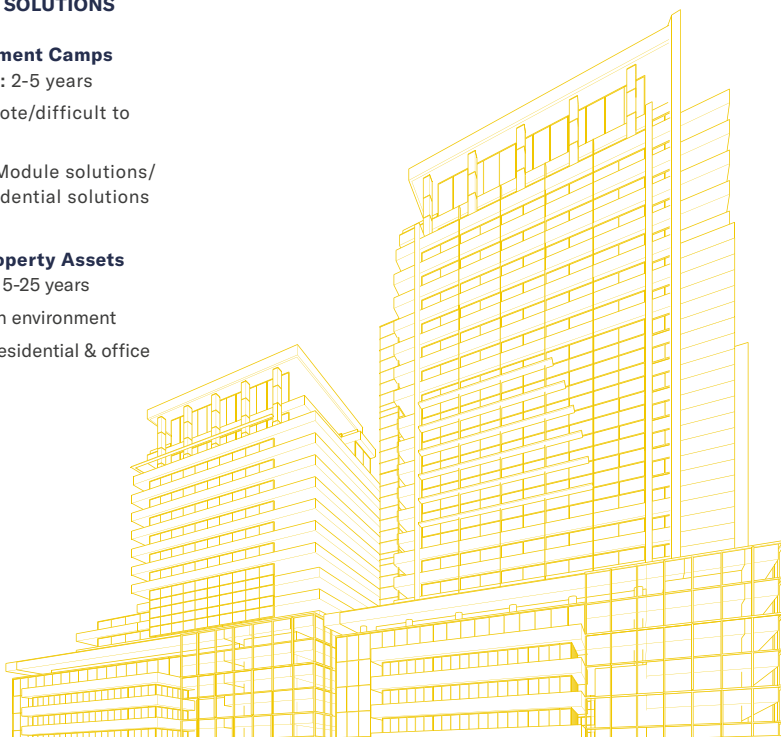 SOLUTIONS
ment Camps
: 2-5 years
ote/difficult to
Module solutions/
dential solutions
operty Assets
5-25 years
n environment
esidential & office